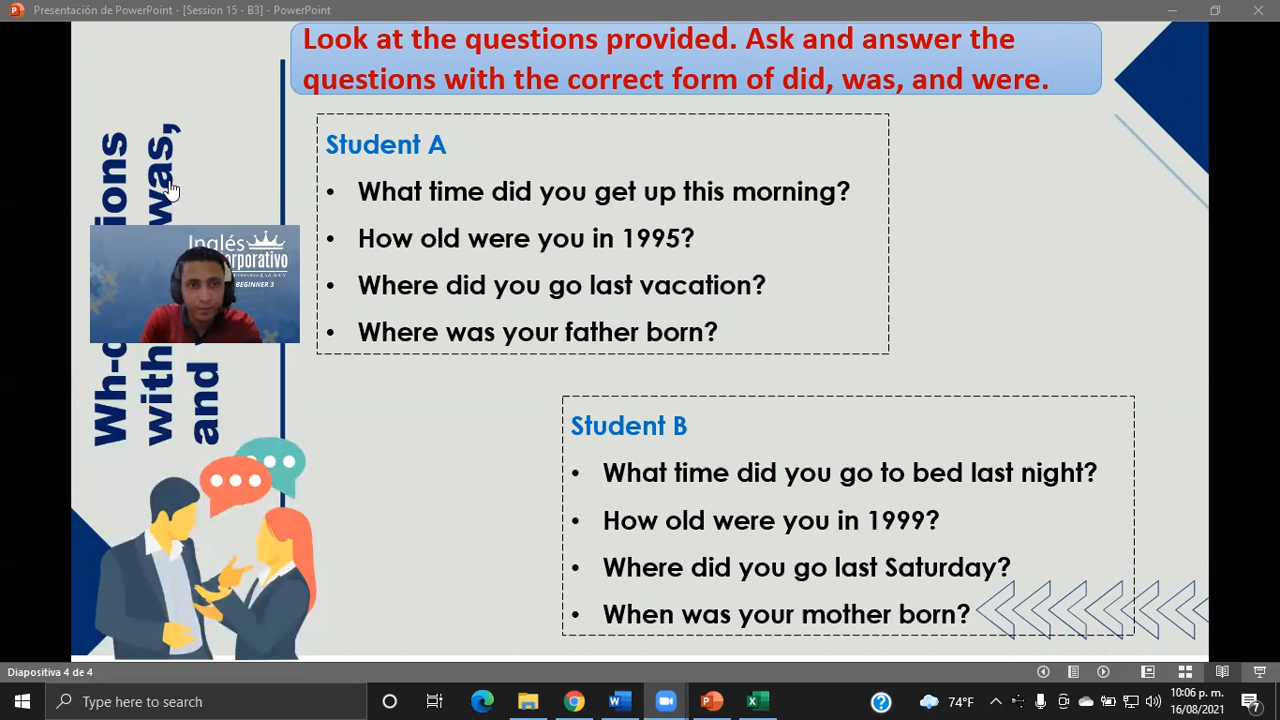 Presentación de PowerPoint - [Session 15 - B3] - PowerPoint
Look at the questions provided. Ask and answer the
questions with the correct form of did, was, and were.
Student A
• What time did you get up this morning?
• How old were you in 1995?
• Where did you go last vacation?
• Where was your father born?
Student B
• What time did you go to bed last night?
• How old were you in 1999?
• Where did you go last Saturday?
• When was your mother born?
with
and
Inglés
BEGINNER 3
Diapositiva 4 de 4
Type here to search
74°F
10:06 p. m.
16/08/2021
7